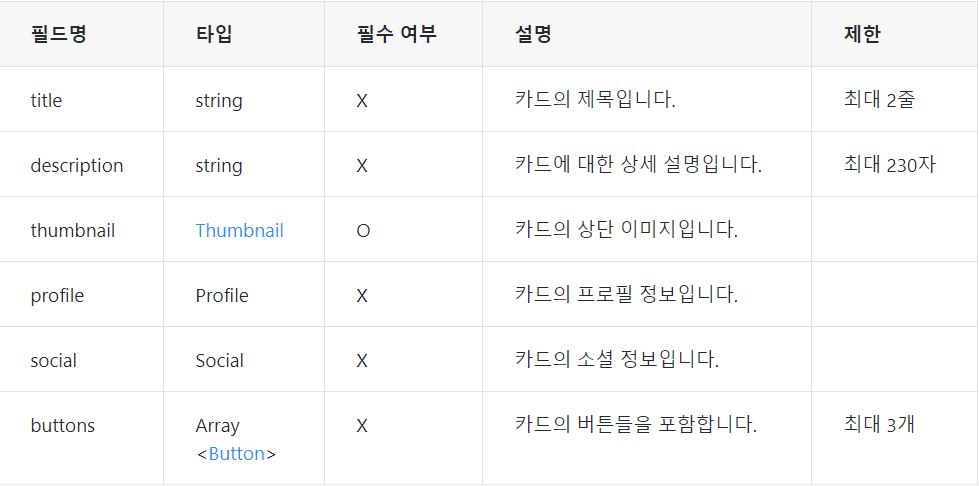 필드명 타입 필수 여부 설명 제한
title string X 카드의 제목입니다. 최대 2줄
description string X 카드에 대한 상세 설명입니다. 최대 230자
thumbnail Thumbnail O 카드의 상단 이미지입니다.
profile Profile X 카드의 프로필 정보입니다.
social Social X 카드의 소셜 정보입니다.
buttons Array X 카드의 버튼들을 포함합니다. 최대 3개
<Button>